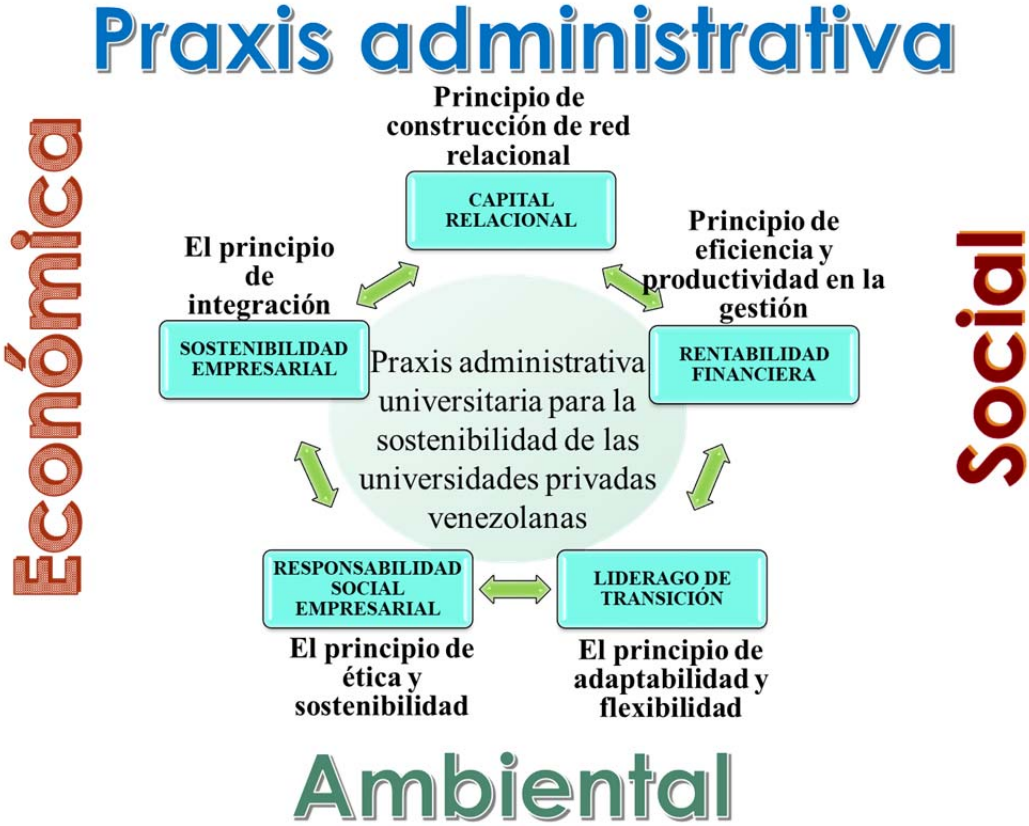 Praxis administrativa
Económica
Social
Principio de
construcción de red
relacional
CAPITAL
RELACIONAL
El principio
de
integración
SOSTENIBILIDAD
EMPRESARIAL
Principio de
eficiencia y
productividad en la
gestión
RENTABILIDAD
FINANCIERA
Praxis administrativa
universitaria para la
sostenibilidad de las
universidades privadas
venezolanas
RESPONSABILIDAD
SOCIAL
EMPRESARIAL
El principio de
ética y
sostenibilidad
LIDERAGO DE
TRANSICIÓN
El principio de
adaptabilidad y
flexibilidad
Ambiental